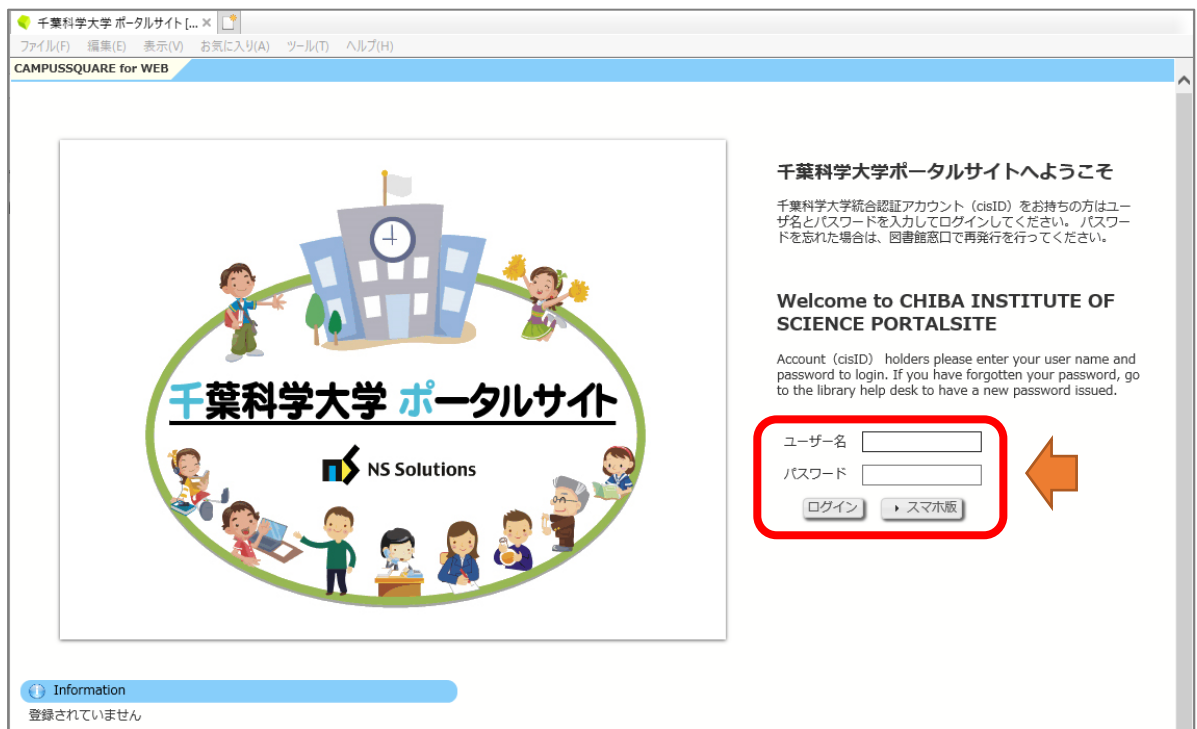 千葉科学大学 ポータルサイト [...
ファイル(F) 編集(E) 表示(V) お気に入り(A) ツール(T) ヘルプ(H)
CAMPUSSQUARE for WEB
千葉科学大学 ポータルサイト
NS Solutions
千葉科学大学ポータルサイトへようこそ
千葉科学大学統合認証アカウント（cisID）をお持ちの方はユー
ザ名とパスワードを入力してログインしてください。 パスワー
ドを忘れた場合は、図書館窓口で再発行を行ってください。
Welcome to CHIBA INSTITUTE OF
SCIENCE PORTALSITE
Account（cisID） holders please enter your user name and
password to login. If you have forgotten your password, go
to the library help desk to have a new password issued.
ユーザー名
パスワード
ログイン スマホ版
Information
登録されていません